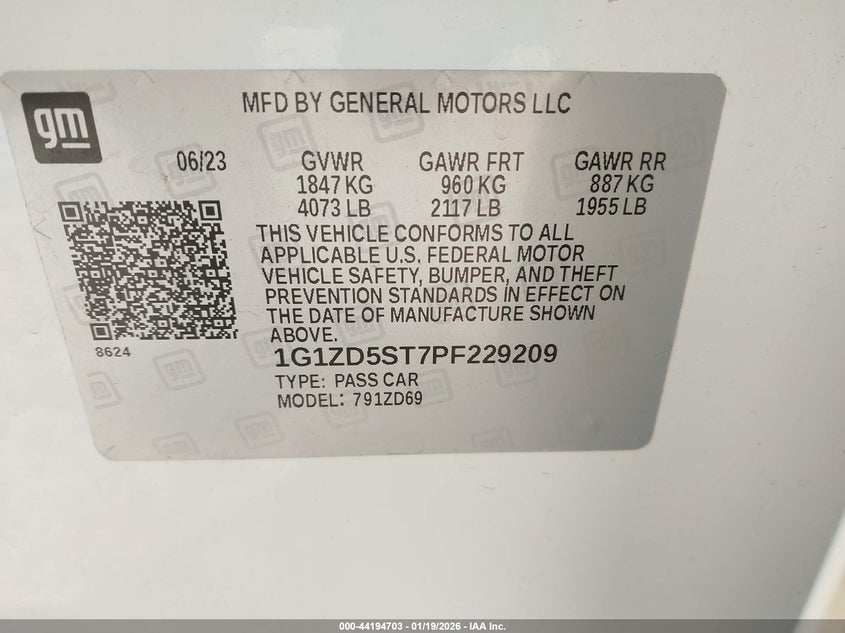 gm
MFD BY GENERAL MOTORS LLC
06/23 GVWR GAWR FRT GAWR RR
1847 KG 960 KG 887 KG
4073 LB 2117 LB 1955 LB
THIS VEHICLE CONFORMS TO ALL
APPLICABLE U.S. FEDERAL MOTOR
VEHICLE SAFETY, BUMPER, AND THEFT
PREVENTION STANDARDS IN EFFECT ON
THE DATE OF MANUFACTURE SHOWN
ABOVE.
8624
1G1ZD5ST7PF229209
TYPE: PASS CAR
MODEL: 791ZD69
000-44194703 — 01/19/2026 — IAA Inc.